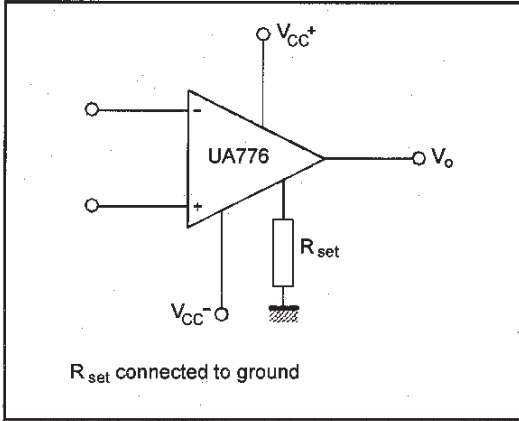 VCC+
-
UA776
Vo
+
Rset
VCC-
Rset connected to ground